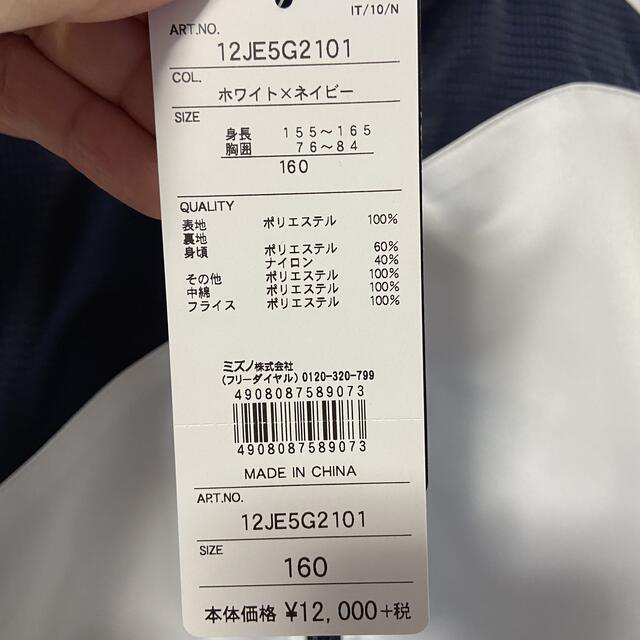 IT/10/N
ART.NO.
12JE5G2101
COL.
ホワイト×ネイビー
SIZE
身長 155～165
胸囲 76～84
160
QUALITY
表地 ポリエステル 100%
裏地
身頃 ポリエステル 60%
ナイロン 40%
その他 ポリエステル 100%
中綿 ポリエステル 100%
フライス ポリエステル 100%
ミズノ株式会社
(フリーダイヤル) 0120-320-799
4908087589073
4908087589073
MADE IN CHINA
ART.NO.
12JE5G2101
SIZE
160
本体価格 ¥12,000+税